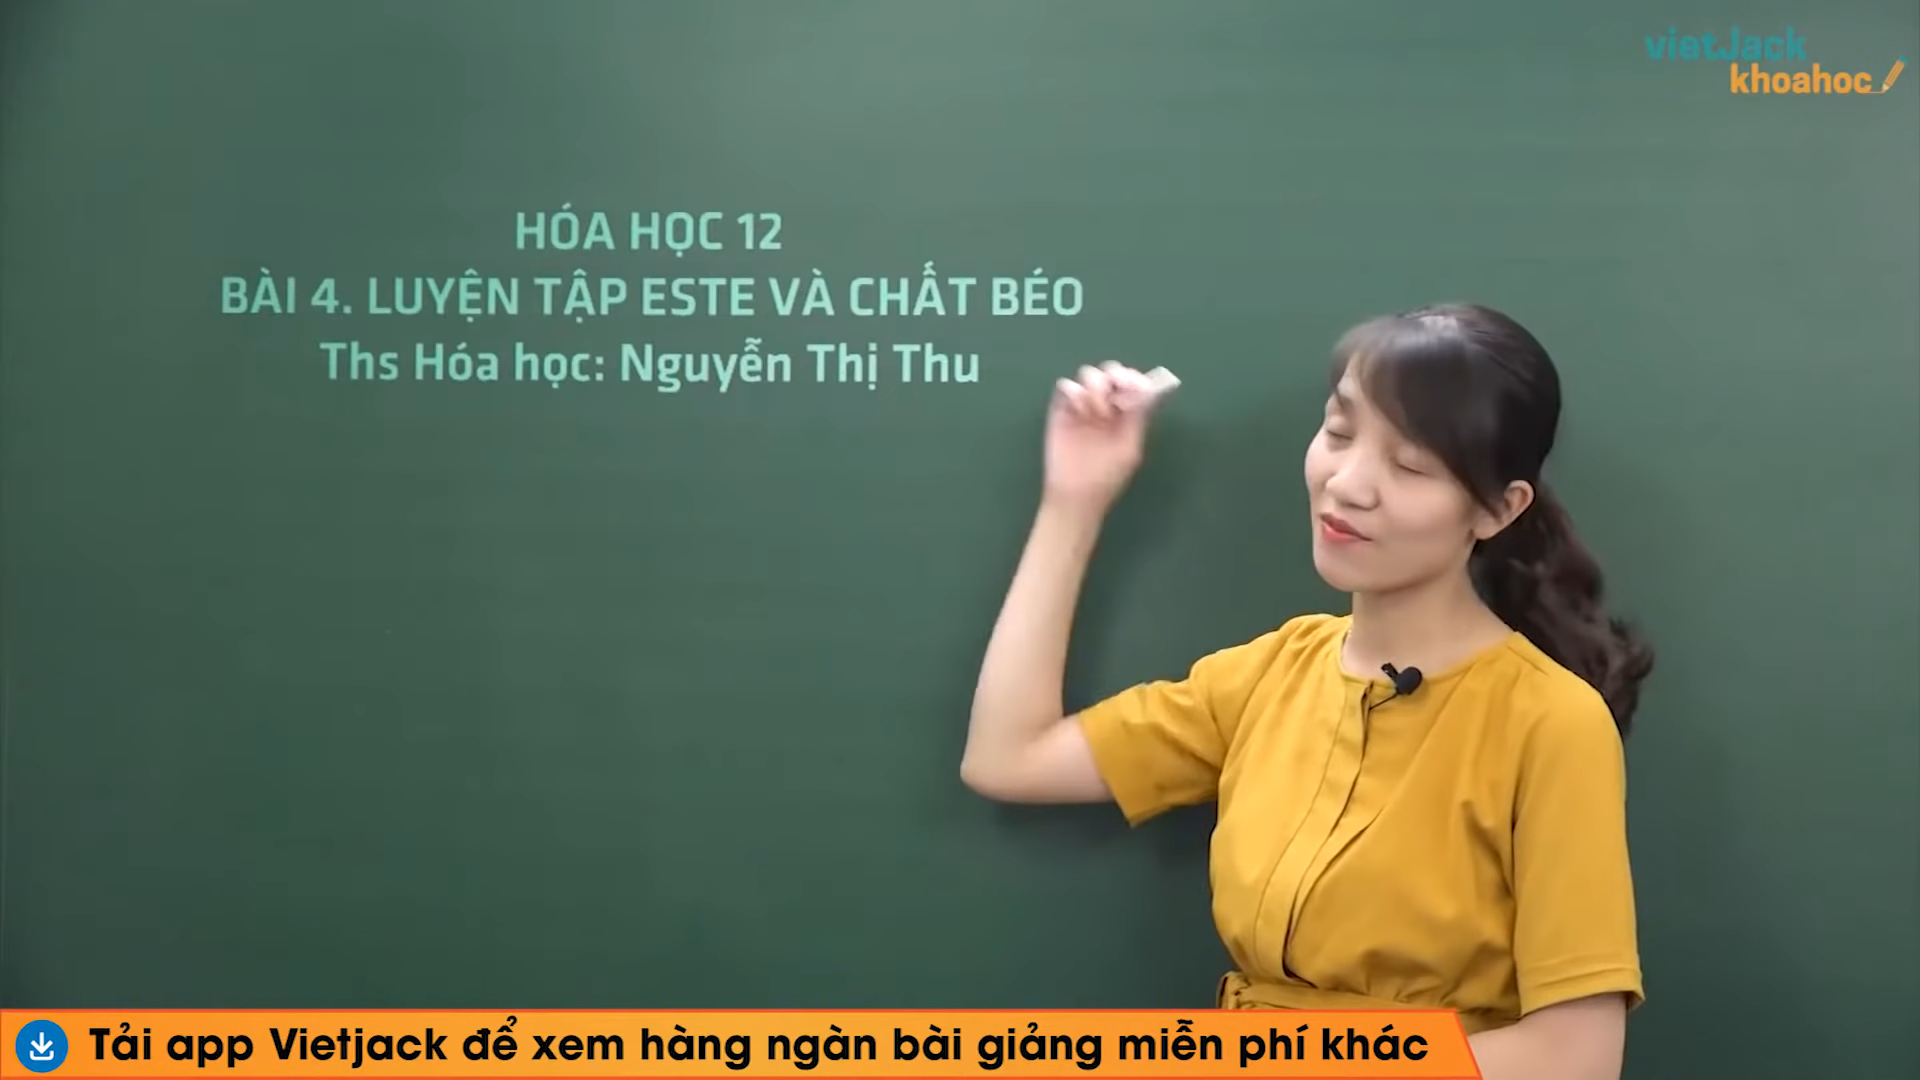 vietJack
khoahoc
HÓA HỌC 12
BÀI 4. LUYỆN TẬP ESTE VÀ CHẤT BÉO
Ths Hóa học: Nguyễn Thị Thu
Tải app Vietjack để xem hàng ngàn bài giảng miễn phí khác